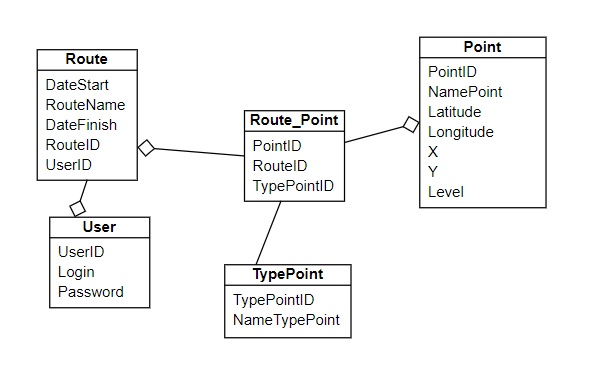 Route
DateStart
RouteName
DateFinish
RouteID
UserID
User
UserID
Login
Password
Route_Point
PointID
RouteID
TypePointID
TypePoint
TypePointID
NameTypePoint
Point
PointID
NamePoint
Latitude
Longitude
X
Y
Level